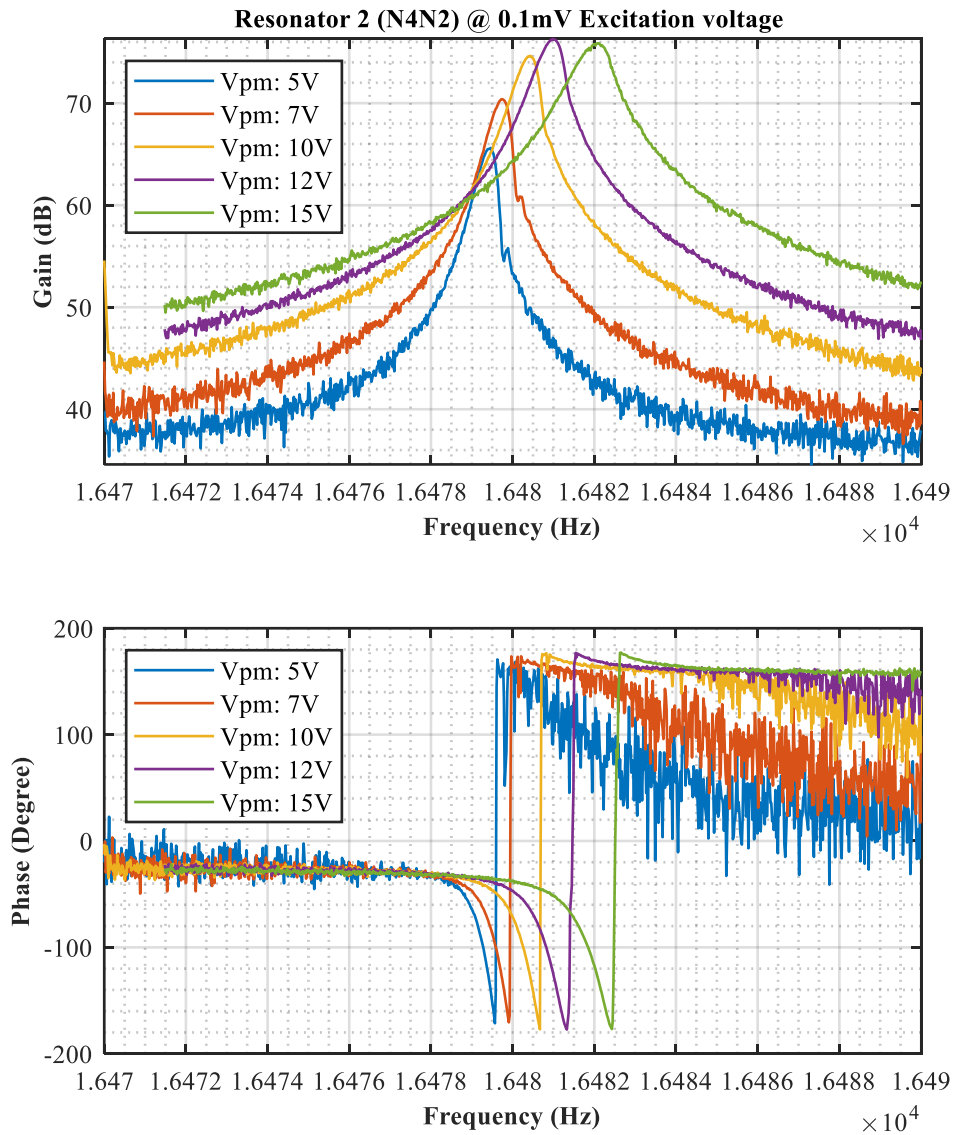 Resonator 2 (N4N2) @ 0.1mV Excitation voltage
Vpm: 5V
Vpm: 7V
Vpm: 10V
Vpm: 12V
Vpm: 15V
70
60
50
40
Gain (dB)
1.647 1.6472 1.6474 1.6476 1.6478 1.648 1.6482 1.6484 1.6486 1.6488 1.649
Frequency (Hz)
×10⁴
Vpm: 5V
Vpm: 7V
Vpm: 10V
Vpm: 12V
Vpm: 15V
200
100
0
-100
-200
Phase (Degree)
1.647 1.6472 1.6474 1.6476 1.6478 1.648 1.6482 1.6484 1.6486 1.6488 1.649
Frequency (Hz)
×10⁴